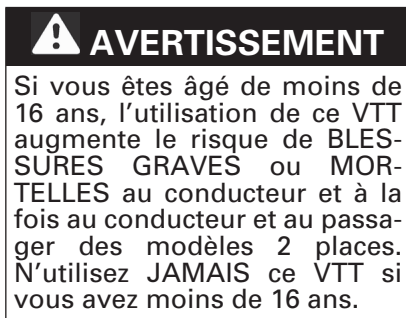 AVERTISSEMENT
Si vous êtes âgé de moins de
16 ans, l'utilisation de ce VTT
augmente le risque de BLES-
SURES GRAVES ou MOR-
TELLES au conducteur et à la
fois au conducteur et au passa-
ger des modèles 2 places.
N'utilisez JAMAIS ce VTT si
vous avez moins de 16 ans.